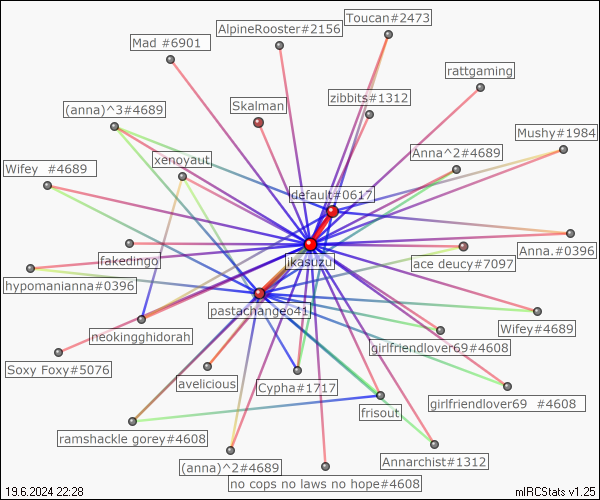 Toucan#2473
AlpineRooster#2156
Mad #6901
rattgaming
zibbits#1312
Skalman
(anna)^3#4689
Mushy#1984
Anna^2#4689
xenoyaut
Wifey   #4689
default#0617
Anna.#0396
jkasuzu
fakedingo
ace deucy#7097
hypomanianna#0396
pastachangeo41
Wifey#4689
neokingghidorah
girlfriendlover69#4608
Soxy Foxy#5076
avelicious
Cypha#1717
girlfriendlover69   #4608
frisout
ramshackle gorey#4608
Annarchist#1312
(anna)^2#4689
no cops no laws no hope#4608
19.6.2024 22:28
mIRCStats v1.25